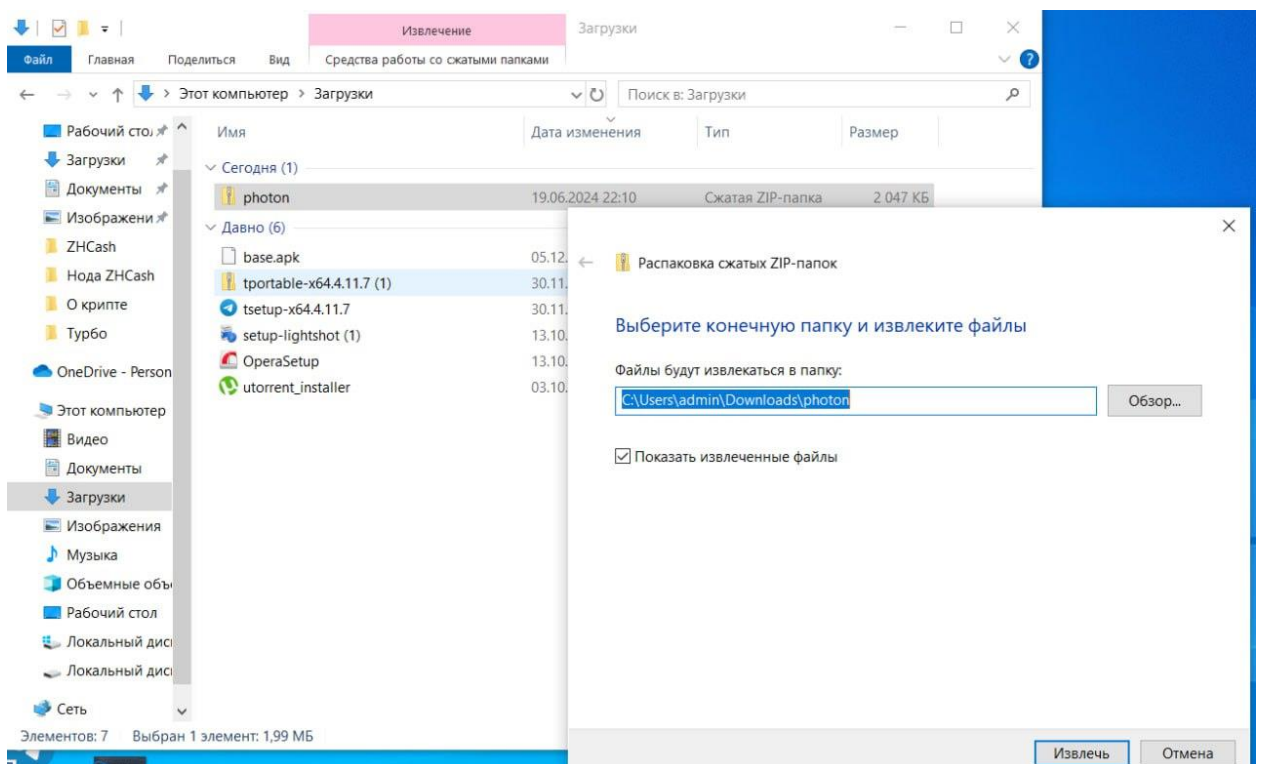 Извлечение
Загрузки
Файл Главная Поделиться Вид Средства работы со сжатыми папками
Этот компьютер > Загрузки
Поиск в: Загрузки
Рабочий сто
Загрузки
Документы
Изображени
ZHCash
Нода ZHCash
О крипте
Турбо
OneDrive - Person
Этот компьютер
Видео
Документы
Загрузки
Изображения
Музыка
Объемные объ
Рабочий стол
Локальный дис
Локальный дис
Сеть
Имя Дата изменения Тип Размер
Сегодня (1)
photon 19.06.2024 22:10 Сжатая ZIP-папка 2 047 КБ
Давно (6)
base.apk 05.12.
tportable-x64.4.11.7 (1) 30.11.
tsetup-x64.4.11.7 30.11.
setup-lightshot (1) 13.10.
OperaSetup 13.10.
utorrent_installer 03.10.
Элементов: 7 Выбран 1 элемент: 1,99 МБ
Распаковка сжатых ZIP-папок
Выберите конечную папку и извлеките файлы
Файлы будут извлекаться в папку:
C:\Users\admin\Downloads\photon
Обзор...
Показать извлеченные файлы
Извлечь Отмена